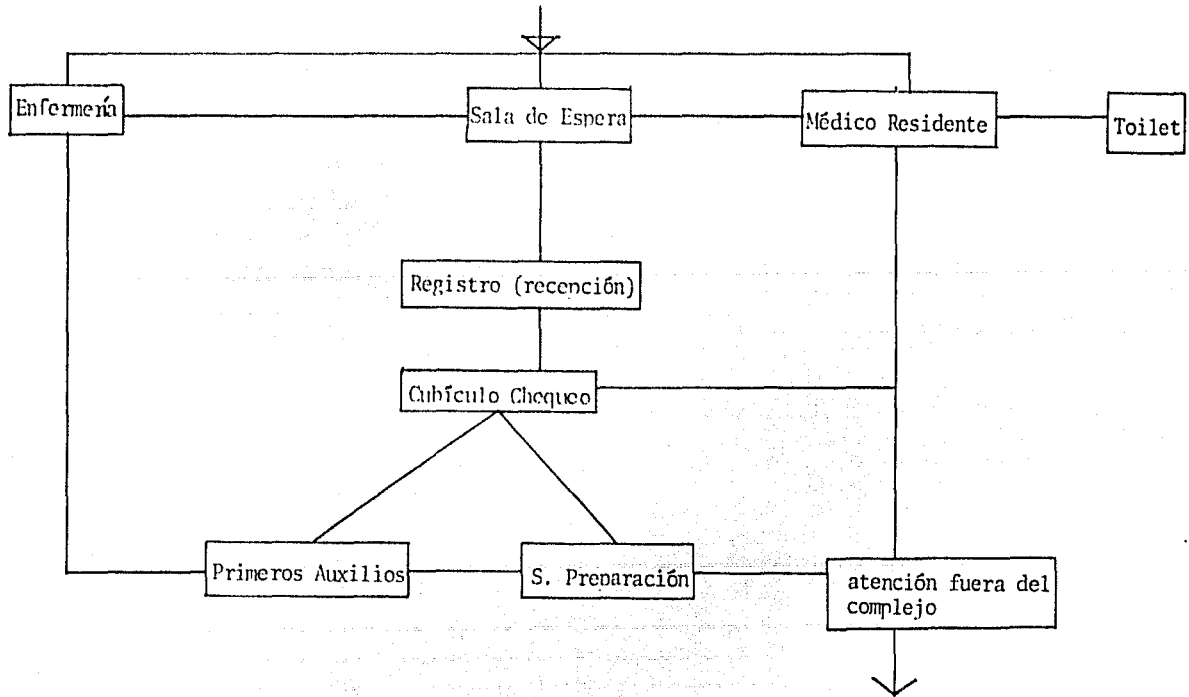 Enfermería
Sala de Espera
Médico Residente
Toilet
Registro (recención)
Cubículo Chequeo
Primeros Auxilios
S. Preparación
atención fuera del
complejo